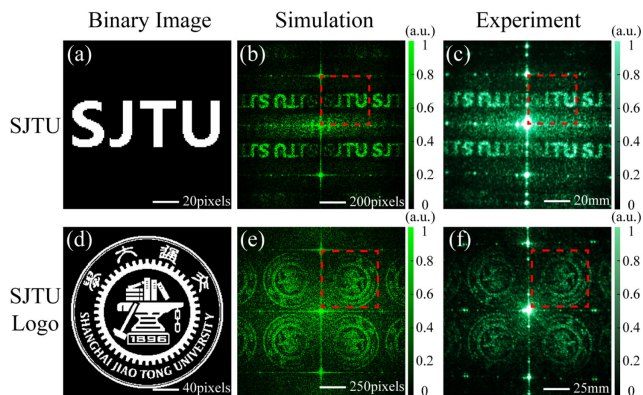 Binary Image Simulation Experiment
(a.u.) (a.u.)
(a) (b) (c)
1 1
0.8 0.8
SJTU
SJTU
0.6 0.6
0.4 0.4
0.2 0.2
20pixels 200pixels 0 20mm 0
(a.u.) (a.u.)
(d) (e) (f)
1 1
0.8 0.8
SJTU
Logo
0.6 0.6
0.4 0.4
1896
SHANGHAI JIAO TONG UNIVERSITY
0.2 0.2
40pixels 250pixels 0 25mm 0